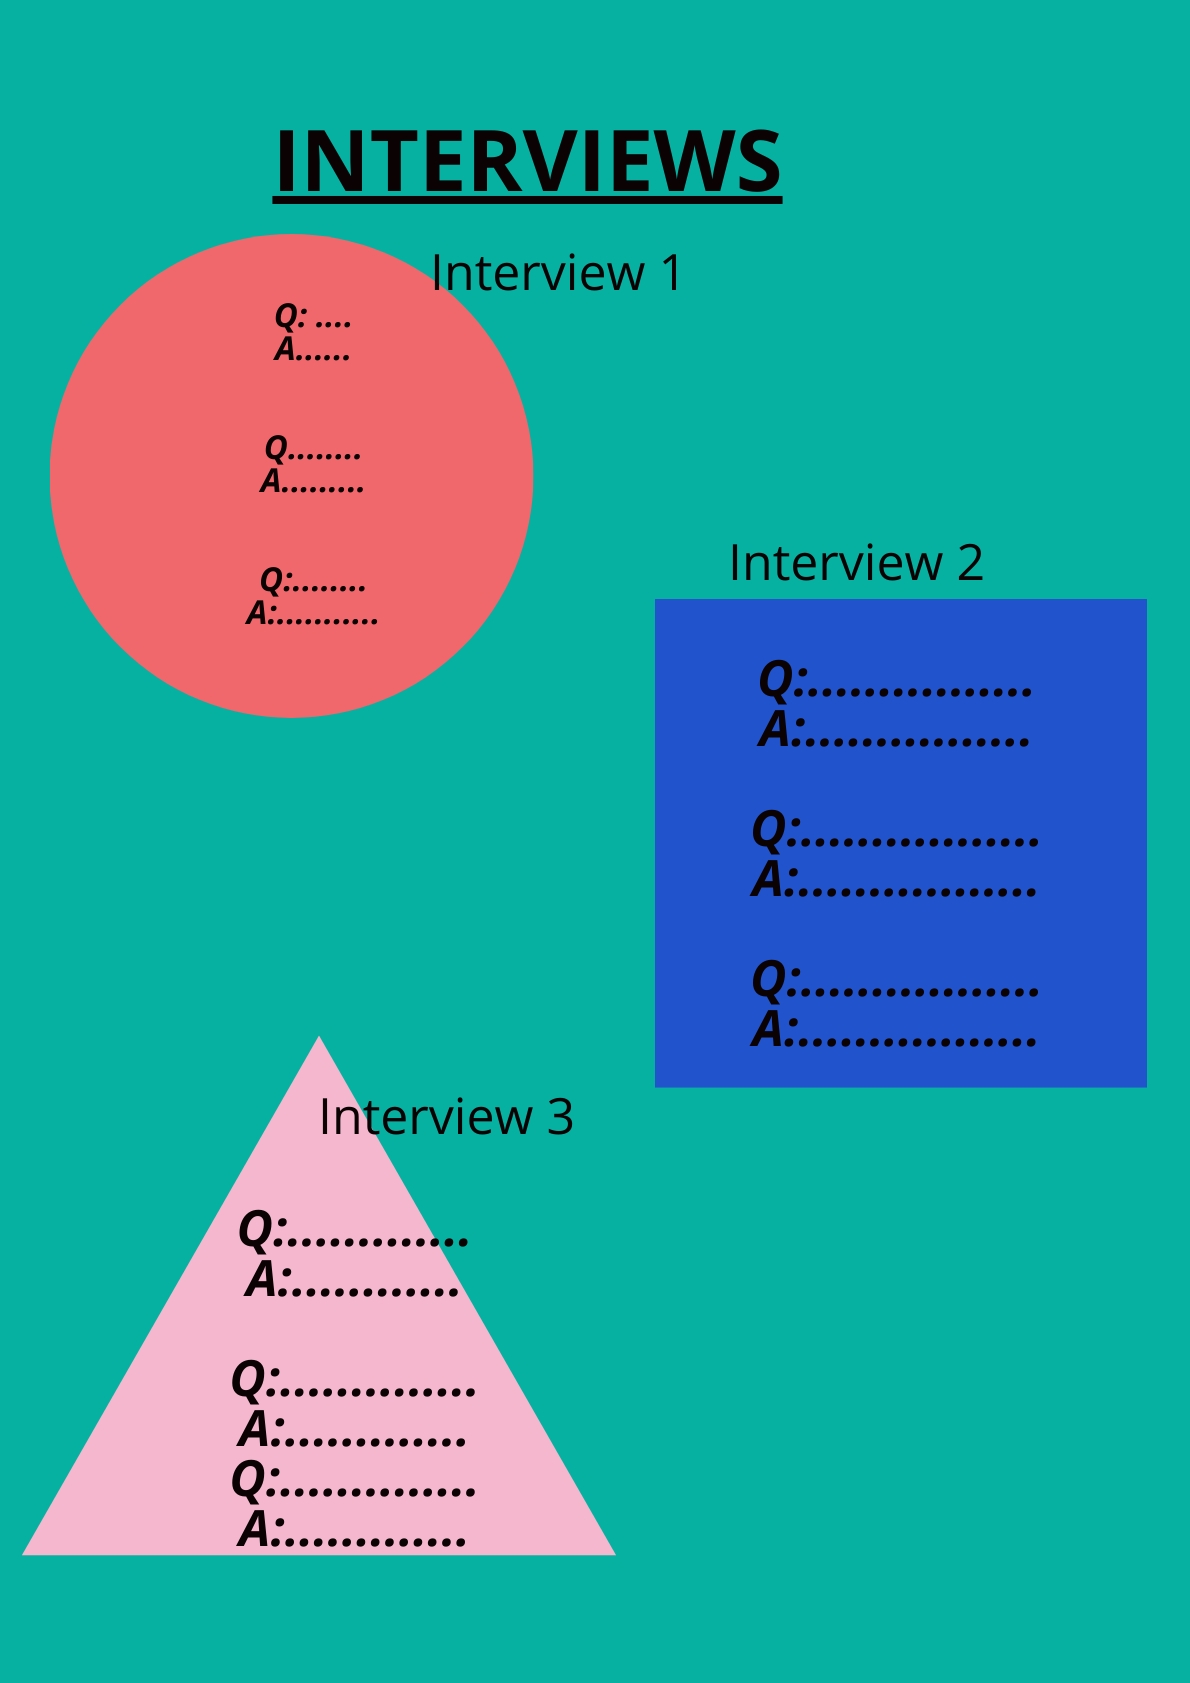 INTERVIEWS
Interview 1
Q: ....
A......
Q........
A.........
Q:........
A:...........
Interview 2
Q:................
A:................
Q:.................
A:.................
Q:.................
A:.................
Interview 3
Q:.............
A:............
Q:..............
A:.............
Q:..............
A:.............